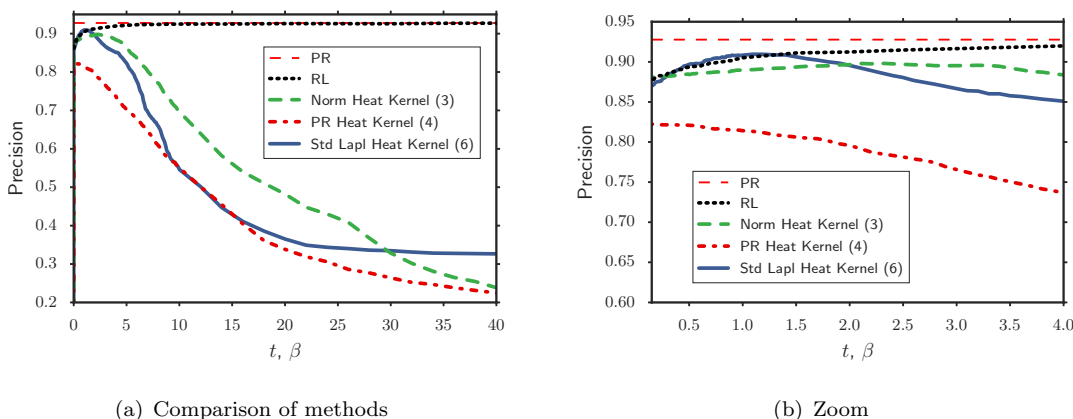 Precision
0.9
0.8
0.7
0.6
0.5
0.4
0.3
0.2
PR
RL
Norm Heat Kernel (3)
PR Heat Kernel (4)
Std Lapl Heat Kernel (6)
0 5 10 15 20 25 30 35 40
t, β
(a) Comparison of methods
Precision
0.95
0.90
0.85
0.80
0.75
0.70
0.65
0.60
PR
RL
Norm Heat Kernel (3)
PR Heat Kernel (4)
Std Lapl Heat Kernel (6)
0.5 1.0 1.5 2.0 2.5 3.0 3.5 4.0
t, β
(b) Zoom